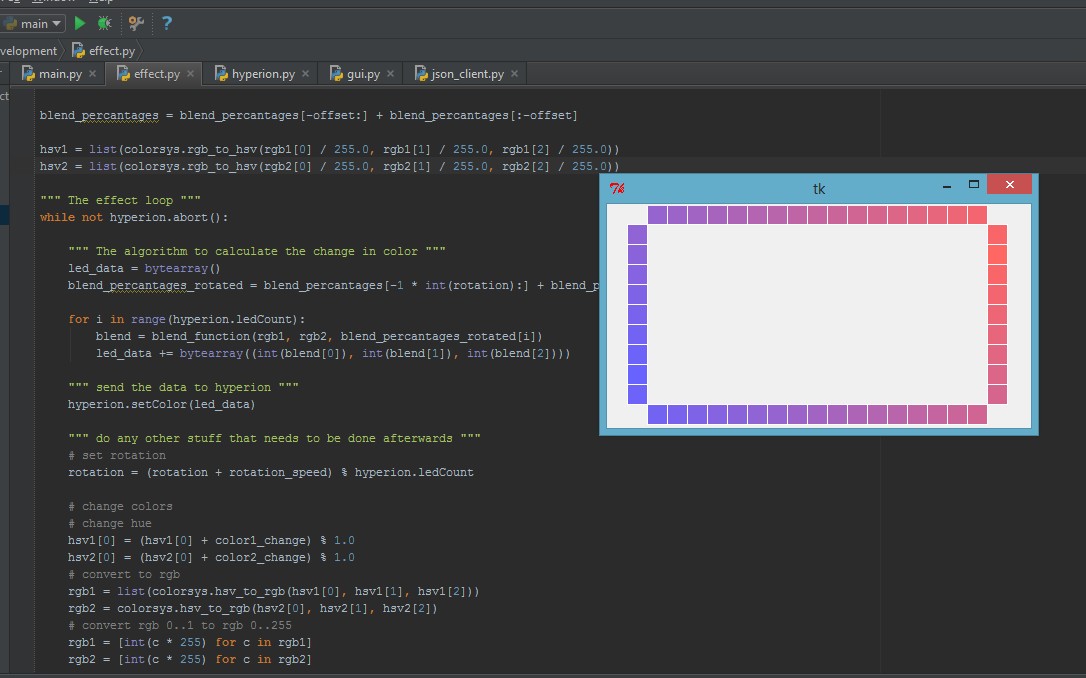 main
?
velopment effect.py
main.py effect.py hyperion.py gui.py json_client.py
ct
blend_percantages = blend_percantages[-offset:] + blend_percantages[:-offset]
hsv1 = list(colorsys.rgb_to_hsv(rgb1[0] / 255.0, rgb1[1] / 255.0, rgb1[2] / 255.0))
hsv2 = list(colorsys.rgb_to_hsv(rgb2[0] / 255.0, rgb2[1] / 255.0, rgb2[2] / 255.0))
""" The effect loop """
while not hyperion.abort():
""" The algorithm to calculate the change in color """
led_data = bytearray()
blend_percantages_rotated = blend_percantages[-1 * int(rotation):] + blend_p
for i in range(hyperion.ledCount):
blend = blend_function(rgb1, rgb2, blend_percantages_rotated[i])
led_data += bytearray((int(blend[0]), int(blend[1]), int(blend[2])))
""" send the data to hyperion """
hyperion.setColor(led_data)
""" do any other stuff that needs to be done afterwards """
# set rotation
rotation = (rotation + rotation_speed) % hyperion.ledCount
# change colors
# change hue
hsv1[0] = (hsv1[0] + color1_change) % 1.0
hsv2[0] = (hsv2[0] + color2_change) % 1.0
# convert to rgb
rgb1 = list(colorsys.hsv_to_rgb(hsv1[0], hsv1[1], hsv1[2]))
rgb2 = colorsys.hsv_to_rgb(hsv2[0], hsv2[1], hsv2[2])
# convert rgb 0..1 to rgb 0..255
rgb1 = [int(c * 255) for c in rgb1]
rgb2 = [int(c * 255) for c in rgb2]
tk